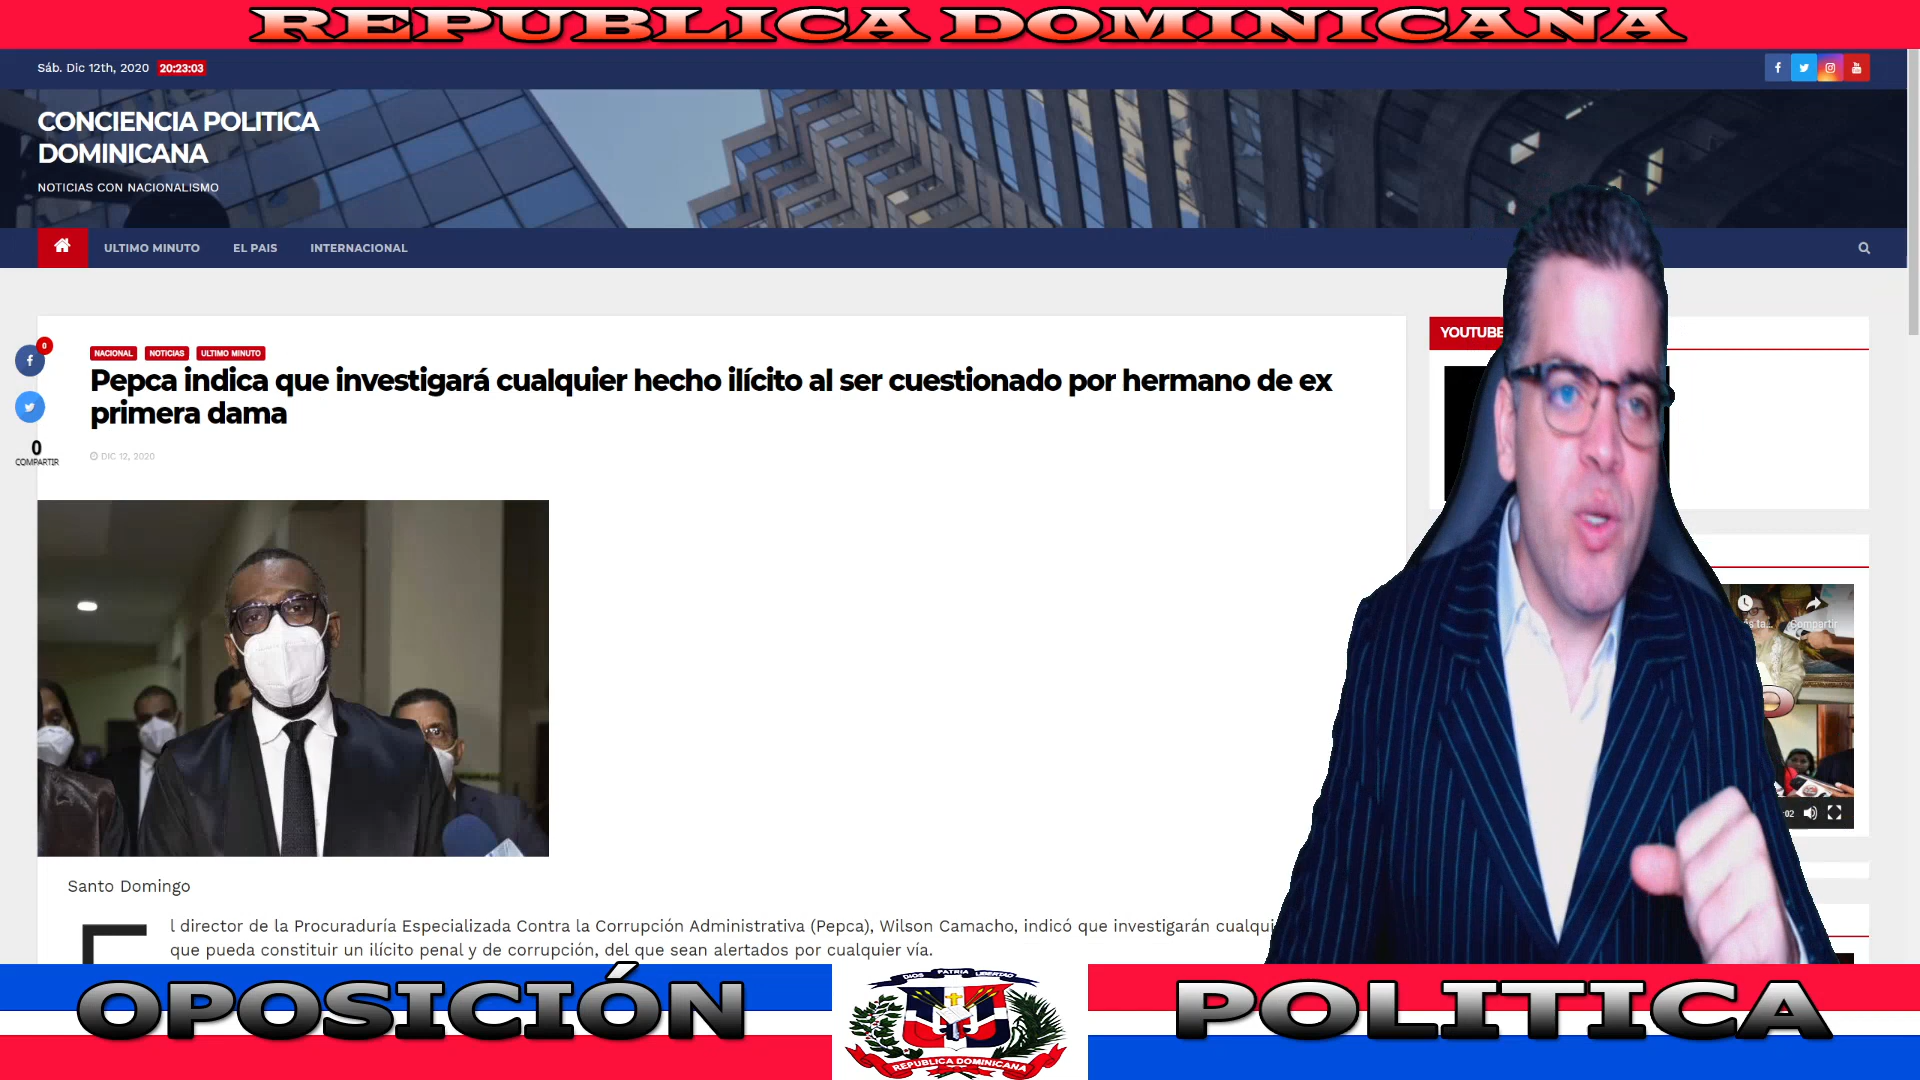 REPUBLICA DOMINICANA
Sáb. Dic 12th, 2020 20:23:03
CONCIENCIA POLITICA
DOMINICANA
NOTICIAS CON NACIONALISMO
ULTIMO MINUTO EL PAIS INTERNACIONAL
0
0
COMPARTIR
NACIONAL NOTICIAS ULTIMO MINUTO
Pepca indica que investigará cualquier hecho ilícito al ser cuestionado por hermano de ex
primera dama
DIC 12, 2020
YOUTUBE
Compartir
:02
Santo Domingo
E
l director de la Procuraduría Especializada Contra la Corrupción Administrativa (Pepca), Wilson Camacho, indicó que investigarán cualqui
que pueda constituir un ilícito penal y de corrupción, del que sean alertados por cualquier vía.
OPOSICIÓN
DIOS PATRIA LIBERTAD
REPUBLICA DOMINICANA
POLITICA